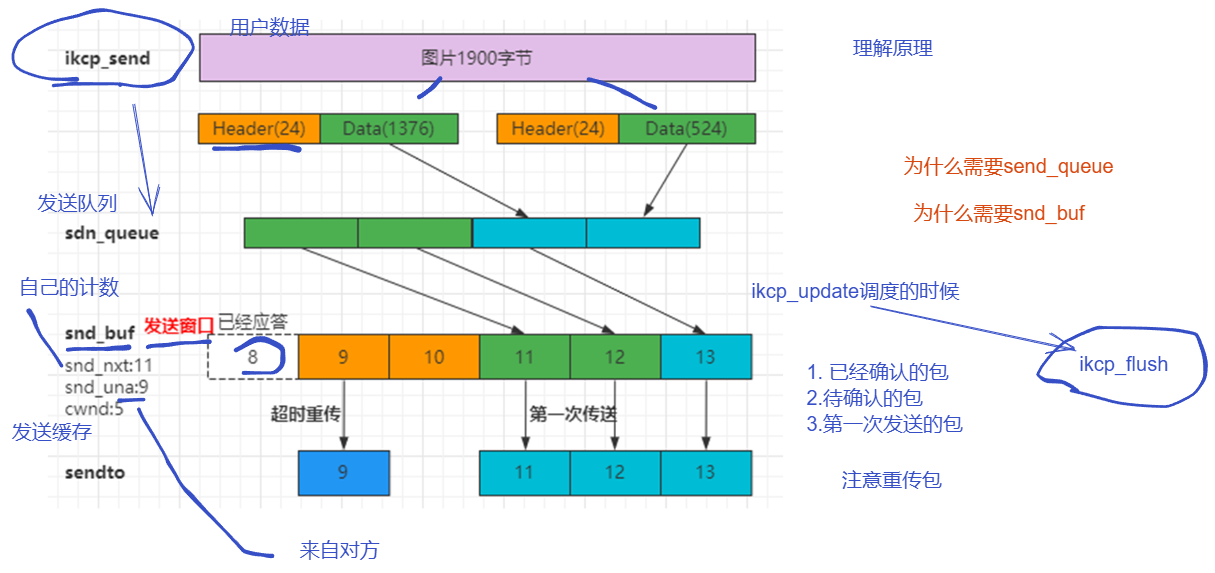 用户数据
ikcp_send
图片1900字节
理解原理
Header(24)
Data(1376)
Header(24)
Data(524)
为什么需要send_queue
发送队列
为什么需要snd_buf
sdn_queue
自己的计数
ikcp_update调度的时候
snd_buf
发送窗口
已经应答
8
9
10
11
12
13
ikcp_flush
snd_nxt:11
snd_una:9
cwnd:5
1. 已经确认的包
2.待确认的包
3.第一次发送的包
超时重传
第一次传送
发送缓存
sendto
9
11
12
13
注意重传包
来自对方